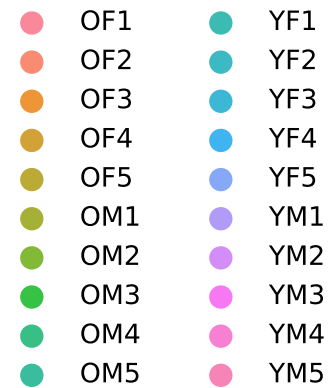 OF1 YF1
OF2 YF2
OF3 YF3
OF4 YF4
OF5 YF5
OM1 YM1
OM2 YM2
OM3 YM3
OM4 YM4
OM5 YM5